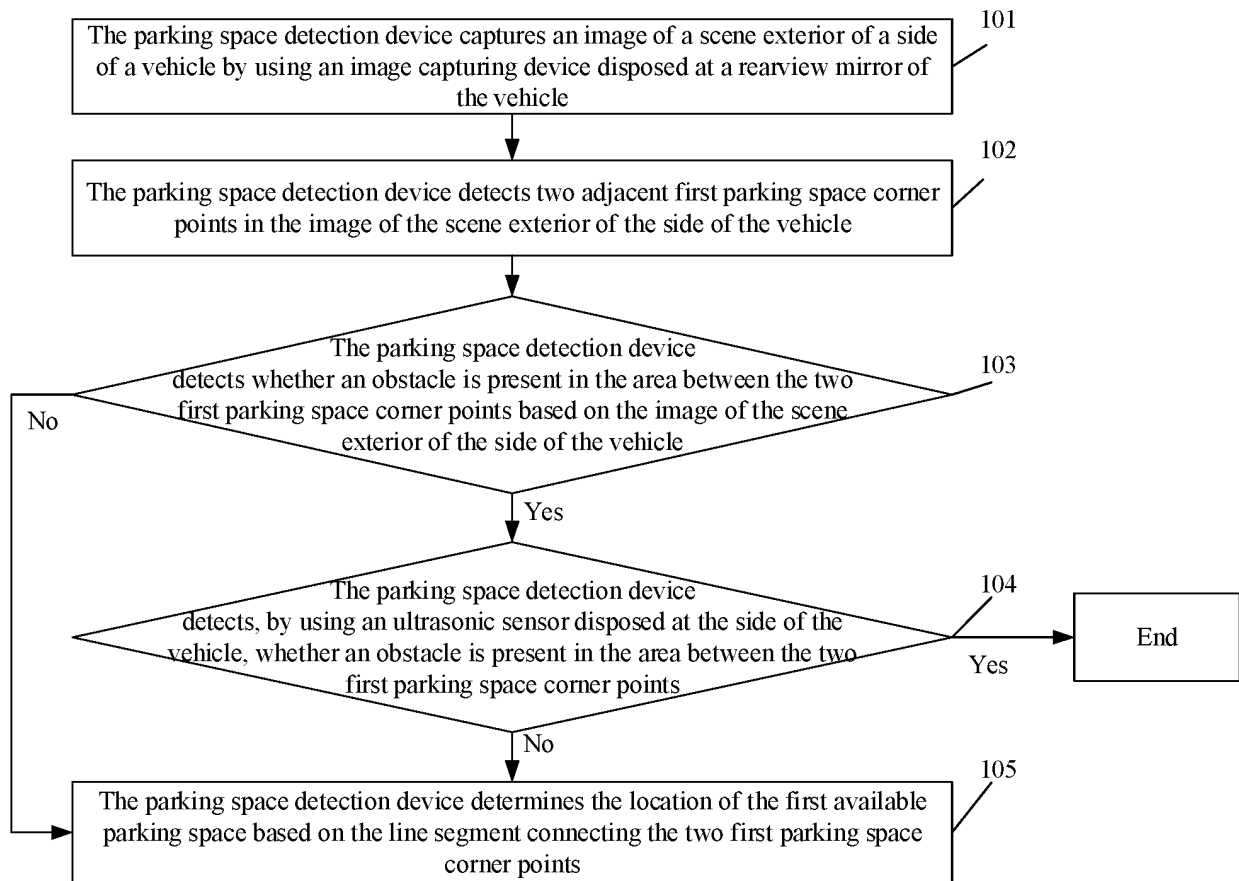 The parking space detection device captures an image of a scene exterior of a side
of a vehicle by using an image capturing device disposed at a rearview mirror of
the vehicle
101
The parking space detection device detects two adjacent first parking space corner
points in the image of the scene exterior of the side of the vehicle
102
The parking space detection device
detects whether an obstacle is present in the area between the two
first parking space corner points based on the image of the scene
exterior of the side of the vehicle
103
No
Yes
The parking space detection device
detects, by using an ultrasonic sensor disposed at the side of the
vehicle, whether an obstacle is present in the area between the two
first parking space corner points
104
Yes
End
No
The parking space detection device determines the location of the first available
parking space based on the line segment connecting the two first parking space
corner points
105